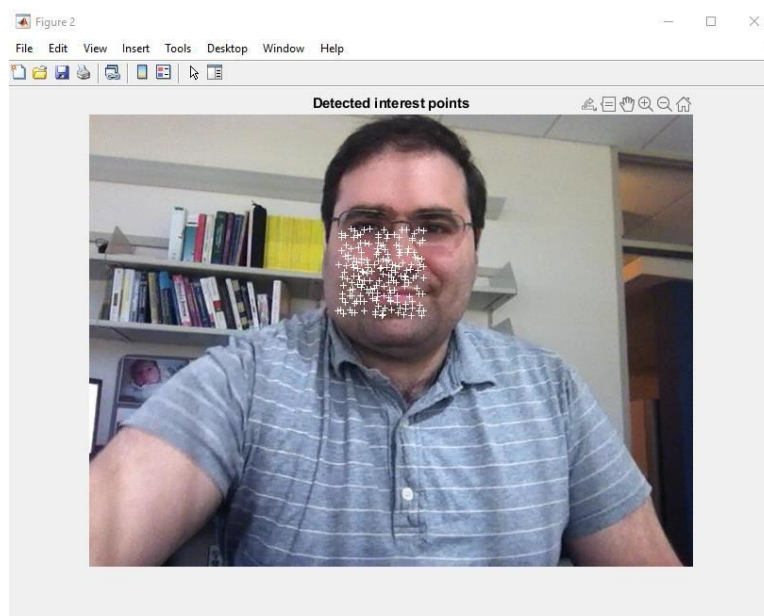 Figure 2
File Edit View Insert Tools Desktop Window Help
Detected interest points